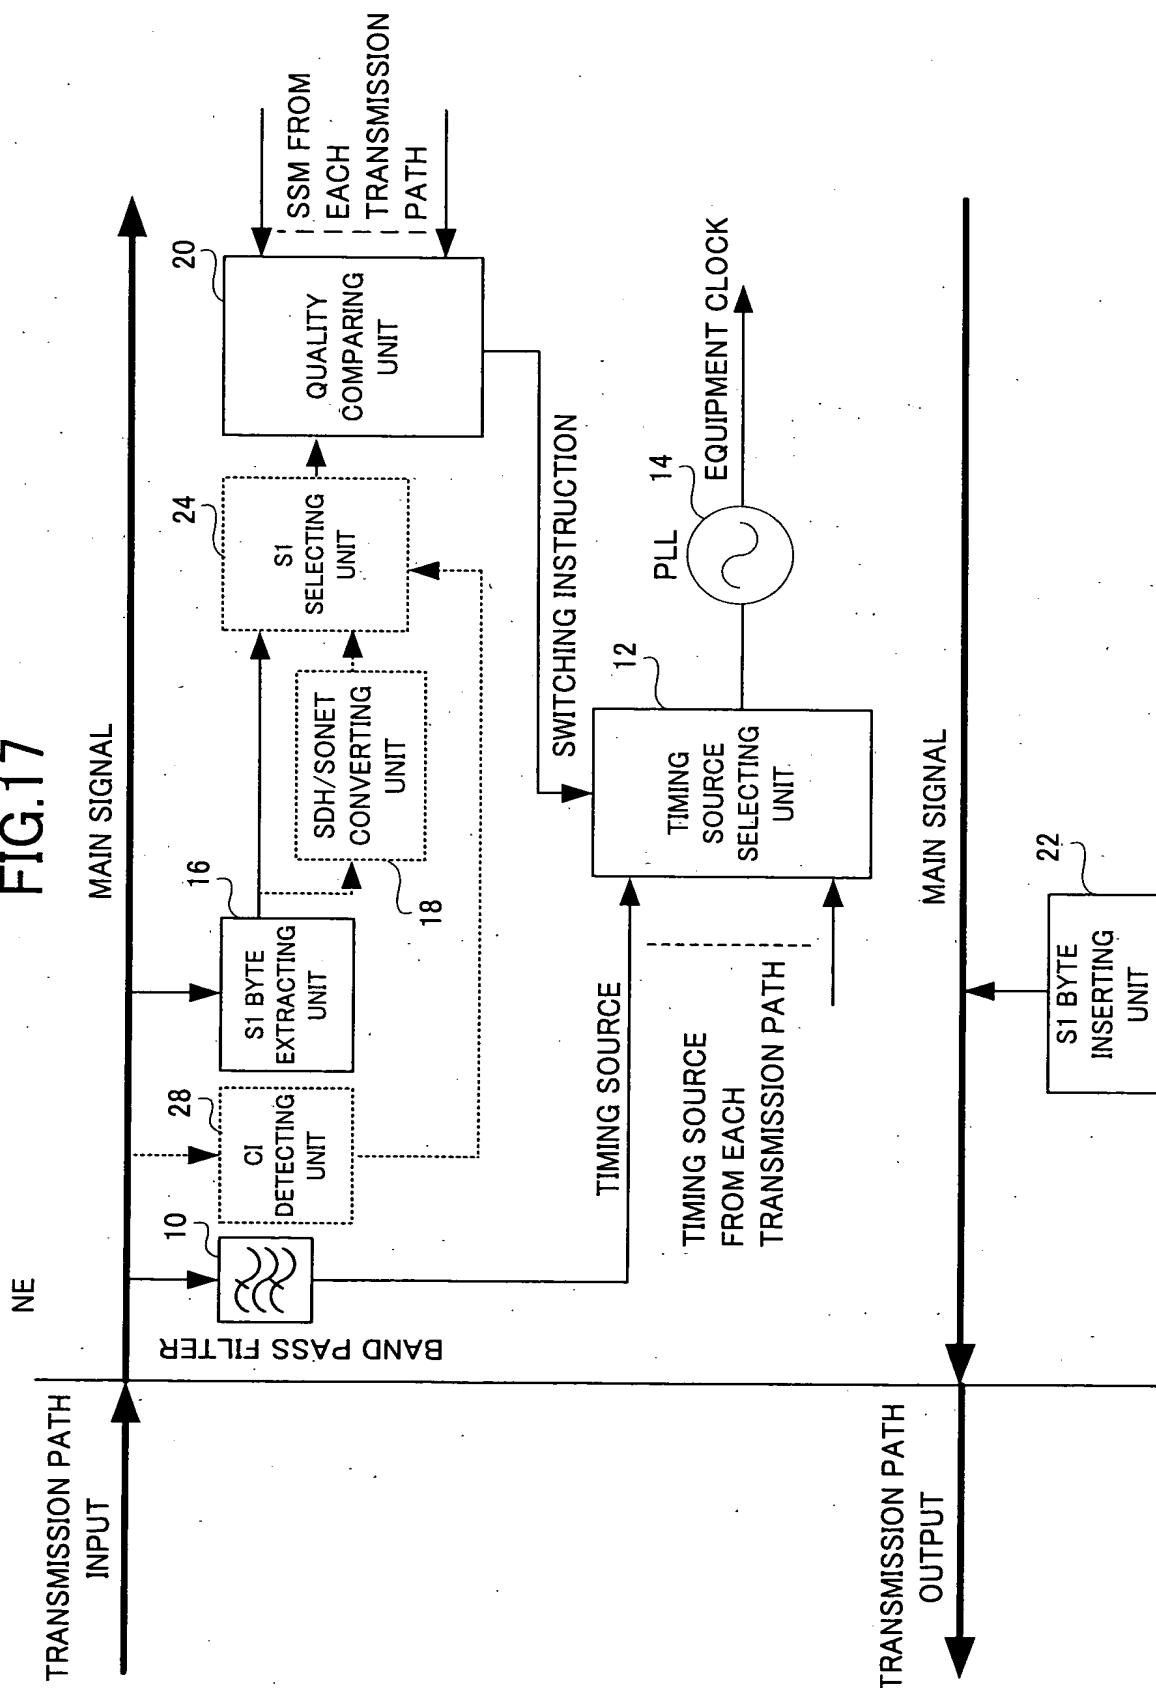 FIG.17
NE
TRANSMISSION PATH
INPUT
MAIN SIGNAL
BAND PASS FILTER
10
28
CI
DETECTING
UNIT
16
S1 BYTE
EXTRACTING
UNIT
18
SDH/SONET
CONVERTING
UNIT
24
S1
SELECTING
UNIT
20
QUALITY
COMPARING
UNIT
SSM FROM
EACH
TRANSMISSION
PATH
SWITCHING INSTRUCTION
TIMING SOURCE
TIMING SOURCE
FROM EACH
TRANSMISSION PATH
12
TIMING
SOURCE
SELECTING
UNIT
PLL
14
EQUIPMENT CLOCK
TRANSMISSION PATH
OUTPUT
MAIN SIGNAL
22
S1 BYTE
INSERTING
UNIT